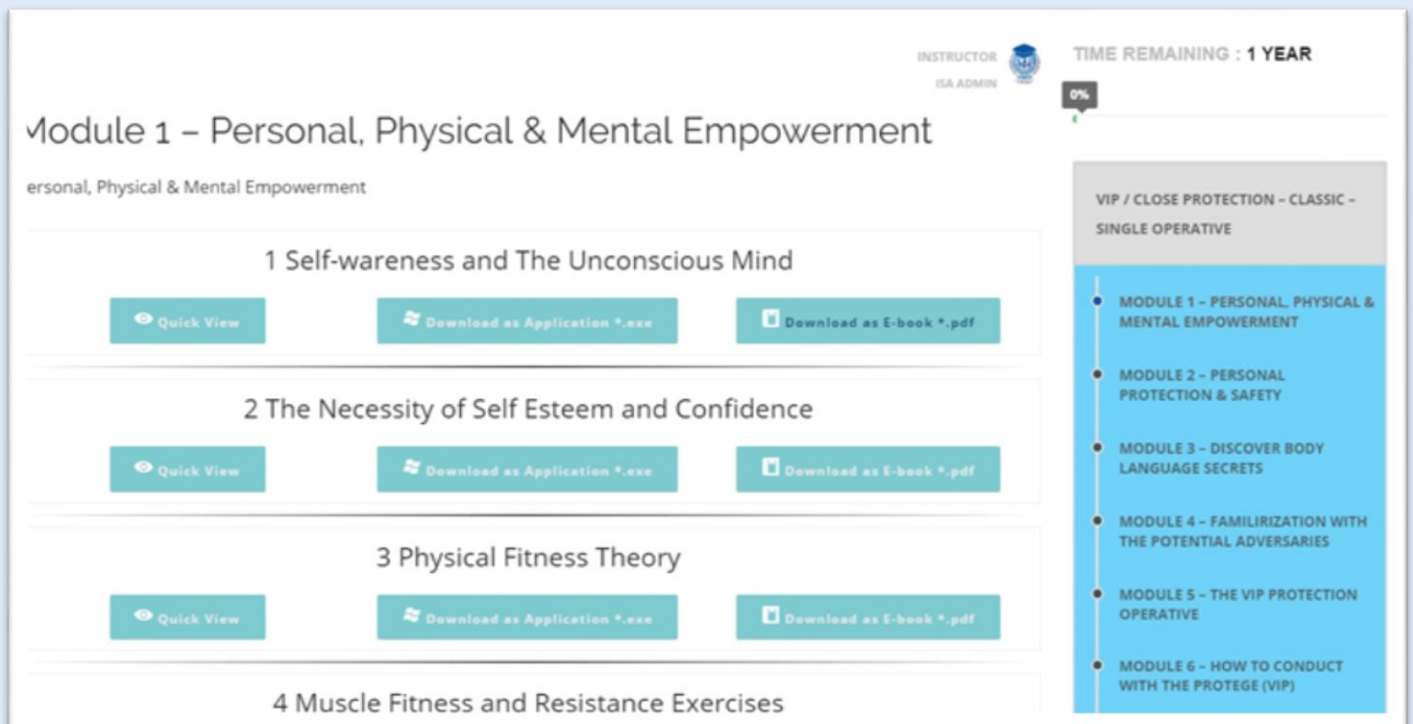 INSTRUCTOR
ISA ADMIN
TIME REMAINING : 1 YEAR
0%
Module 1 – Personal, Physical & Mental Empowerment
ersonal, Physical & Mental Empowerment
1 Self-wareness and The Unconscious Mind
Quick View
Download as Application *.exe
Download as E-book *.pdf
2 The Necessity of Self Esteem and Confidence
Quick View
Download as Application *.exe
Download as E-book *.pdf
3 Physical Fitness Theory
Quick View
Download as Application *.exe
Download as E-book *.pdf
4 Muscle Fitness and Resistance Exercises
VIP / CLOSE PROTECTION – CLASSIC –
SINGLE OPERATIVE
MODULE 1 – PERSONAL, PHYSICAL &
MENTAL EMPOWERMENT
MODULE 2 – PERSONAL
PROTECTION & SAFETY
MODULE 3 – DISCOVER BODY
LANGUAGE SECRETS
MODULE 4 – FAMILIRIZATION WITH
THE POTENTIAL ADVERSARIES
MODULE 5 – THE VIP PROTECTION
OPERATIVE
MODULE 6 – HOW TO CONDUCT
WITH THE PROTEGE (VIP)